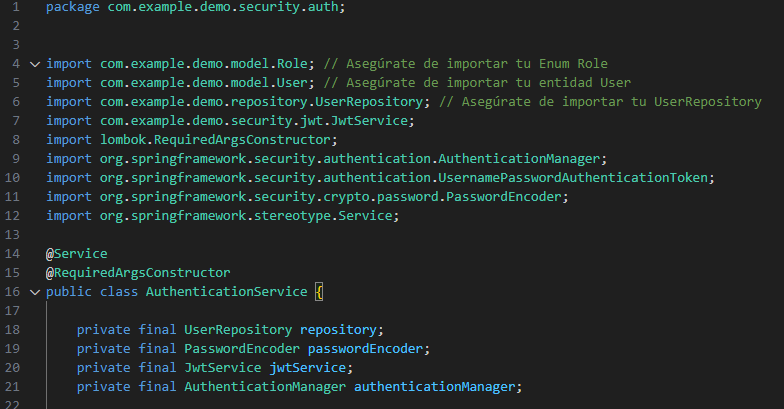 1 package com.example.demo.security.auth;
2
3
4 import com.example.demo.model.Role; // Asegúrate de importar tu Enum Role
5 import com.example.demo.model.User; // Asegúrate de importar tu entidad User
6 import com.example.demo.repository.UserRepository; // Asegúrate de importar tu UserRepository
7 import com.example.demo.security.jwt.JwtService;
8 import lombok.RequiredArgsConstructor;
9 import org.springframework.security.authentication.AuthenticationManager;
10 import org.springframework.security.authentication.UsernamePasswordAuthenticationToken;
11 import org.springframework.security.crypto.password.PasswordEncoder;
12 import org.springframework.stereotype.Service;
13
14 @Service
15 @RequiredArgsConstructor
16 public class AuthenticationService {
17
18 private final UserRepository repository;
19 private final PasswordEncoder passwordEncoder;
20 private final JwtService jwtService;
21 private final AuthenticationManager authenticationManager;
22